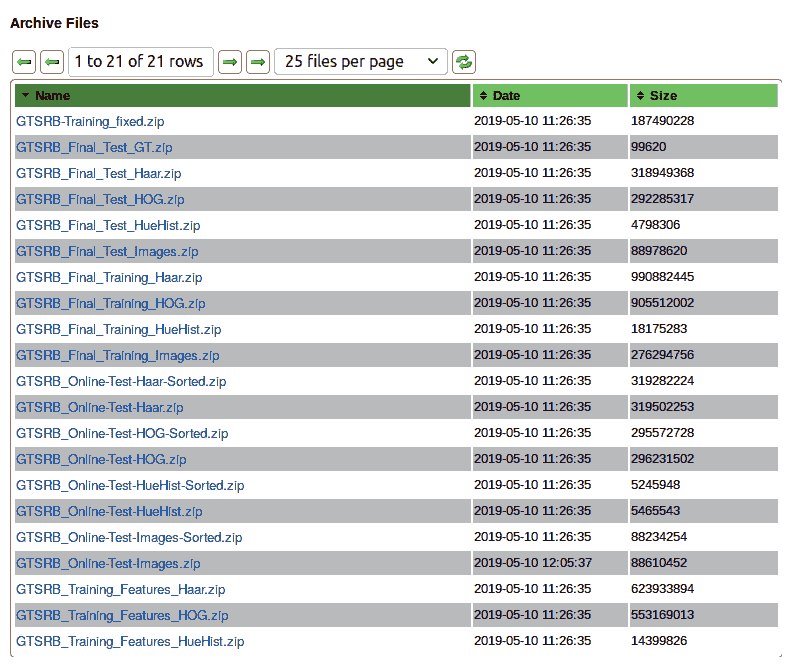 Archive Files
1 to 21 of 21 rows 25 files per page
Name Date Size
GTSRB-Training_fixed.zip 2019-05-10 11:26:35 187490228
GTSRB_Final_Test_GT.zip 2019-05-10 11:26:35 99620
GTSRB_Final_Test_Haar.zip 2019-05-10 11:26:35 318949368
GTSRB_Final_Test_HOG.zip 2019-05-10 11:26:35 292285317
GTSRB_Final_Test_HueHist.zip 2019-05-10 11:26:35 4798306
GTSRB_Final_Test_Images.zip 2019-05-10 11:26:35 88978620
GTSRB_Final_Training_Haar.zip 2019-05-10 11:26:35 990882445
GTSRB_Final_Training_HOG.zip 2019-05-10 11:26:35 905512002
GTSRB_Final_Training_HueHist.zip 2019-05-10 11:26:35 18175283
GTSRB_Final_Training_Images.zip 2019-05-10 11:26:35 276294756
GTSRB_Online-Test-Haar-Sorted.zip 2019-05-10 11:26:35 319282224
GTSRB_Online-Test-Haar.zip 2019-05-10 11:26:35 319502253
GTSRB_Online-Test-HOG-Sorted.zip 2019-05-10 11:26:35 295572728
GTSRB_Online-Test-HOG.zip 2019-05-10 11:26:35 296231502
GTSRB_Online-Test-HueHist-Sorted.zip 2019-05-10 11:26:35 5245948
GTSRB_Online-Test-HueHist.zip 2019-05-10 11:26:35 5465543
GTSRB_Online-Test-Images-Sorted.zip 2019-05-10 11:26:35 88234254
GTSRB_Online-Test-Images.zip 2019-05-10 12:05:37 88610452
GTSRB_Training_Features_Haar.zip 2019-05-10 11:26:35 623933894
GTSRB_Training_Features_HOG.zip 2019-05-10 11:26:35 553169013
GTSRB_Training_Features_HueHist.zip 2019-05-10 11:26:35 14399826